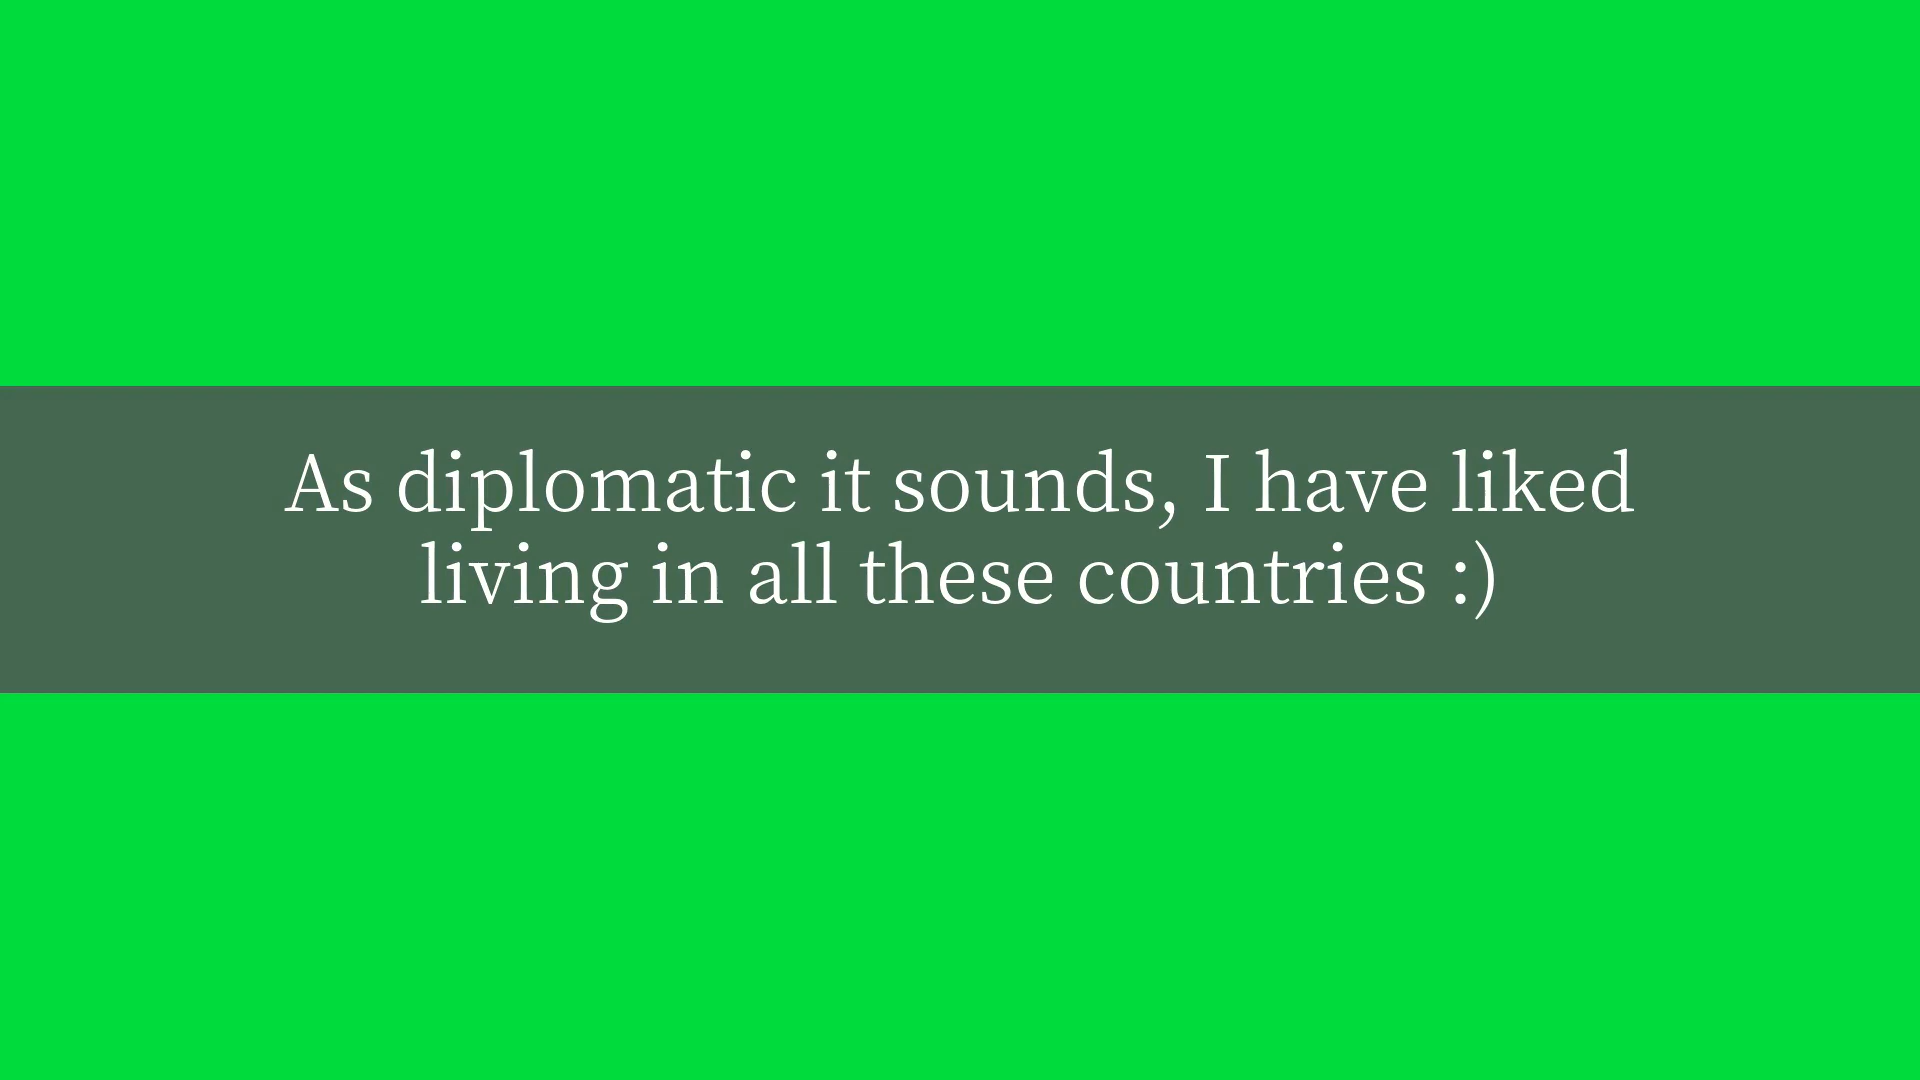 As diplomatic it sounds, I have liked
living in all these countries :)